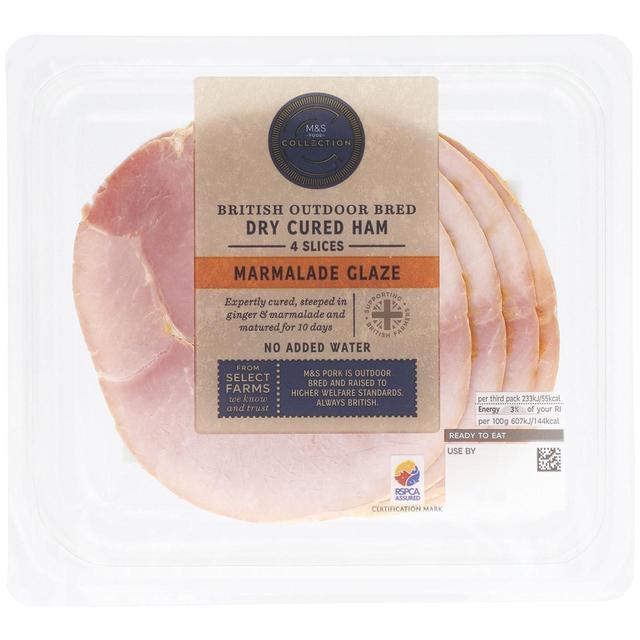 M&S
FOOD
COLLECTION
BRITISH OUTDOOR BRED
DRY CURED HAM
4 SLICES
MARMALADE GLAZE
Expertly cured, steeped in
ginger & marmalade and
matured for 10 days
SUPPORTING
BRITISH FARMERS
NO ADDED WATER
FROM
SELECT
FARMS
we know
and trust
M&S PORK IS OUTDOOR
BRED AND RAISED TO
HIGHER WELFARE STANDARDS.
ALWAYS BRITISH.
per third pack 233kJ/55kcal
Energy 3% of your RI
per 100g 607kJ/144kcal
READY TO EAT
USE BY
RSPCA
ASSURED
CERTIFICATION MARK